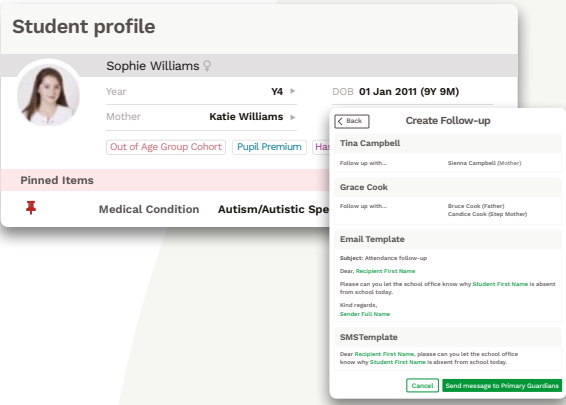 Student profile
Sophie Williams
Year Y4
DOB 01 Jan 2011 (9Y 9M)
Mother Katie Williams
Out of Age Group Cohort Pupil Premium Has
Pinned Items
Medical Condition Autism/Autistic Spe
Back Create Follow-up
Tina Campbell
Follow up with... Sienna Campbell (Mother)
Grace Cook
Follow up with... Bruce Cook (Father)
Candice Cook (Step Mother)
Email Template
Subject: Attendance follow-up
Dear, Recipient First Name
Please can you let the school office know why Student First Name is absent
from school today.
Kind regards,
Sender Full Name
SMSTemplate
Dear Recipient First Name, please can you let the school office
know why Student First Name is absent from school today.
Cancel Send message to Primary Guardians